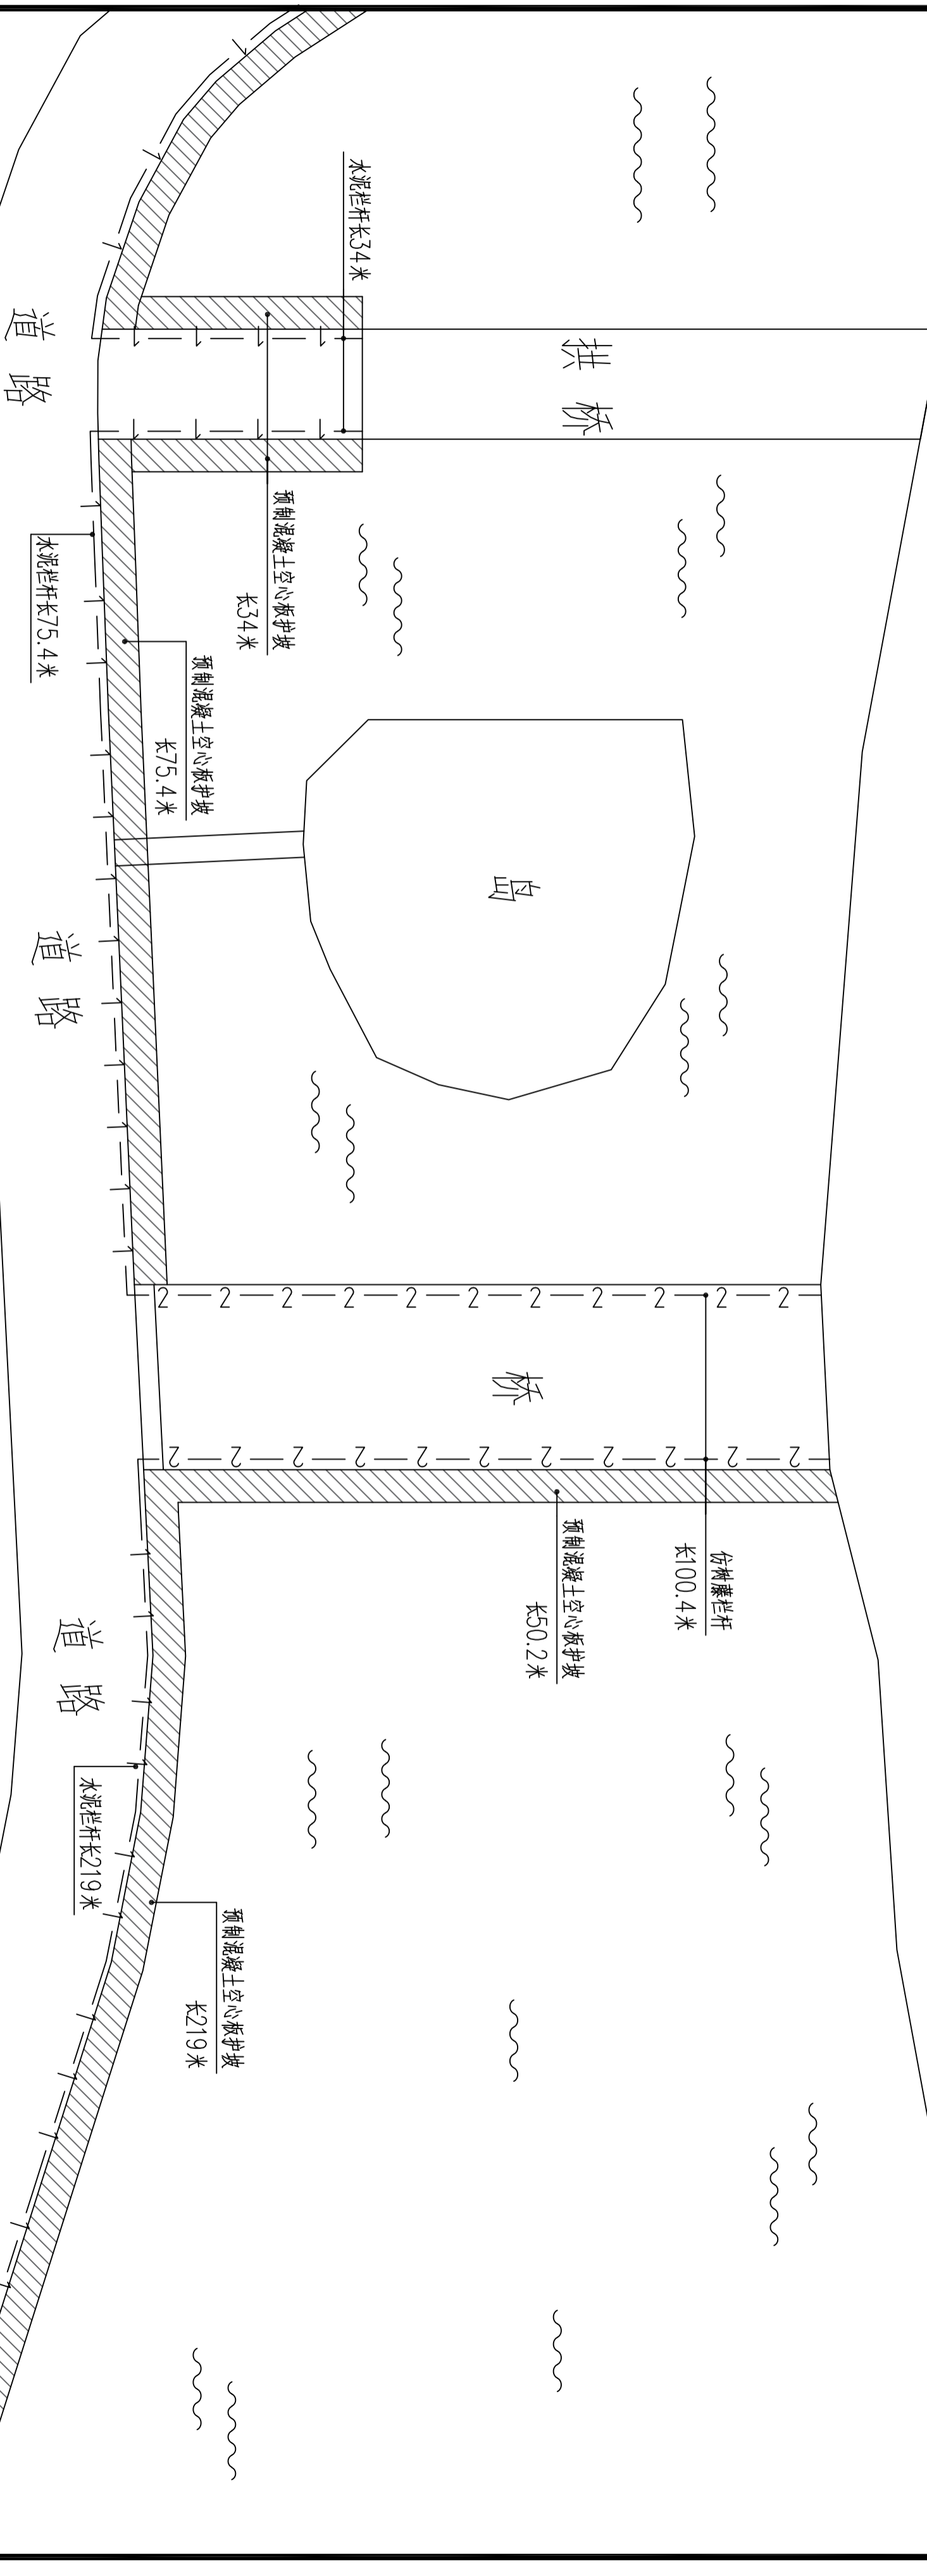 水泥栏杆长34米
道路
拱桥
预制混凝土空心板护坡
长34米
水泥栏杆长75.4米
预制混凝土空心板护坡
长75.4米
岛
道路
桥
仿树藤栏杆
长100.4米
预制混凝土空心板护坡
长50.2米
道路
水泥栏杆长219米
预制混凝土空心板护坡
长219米